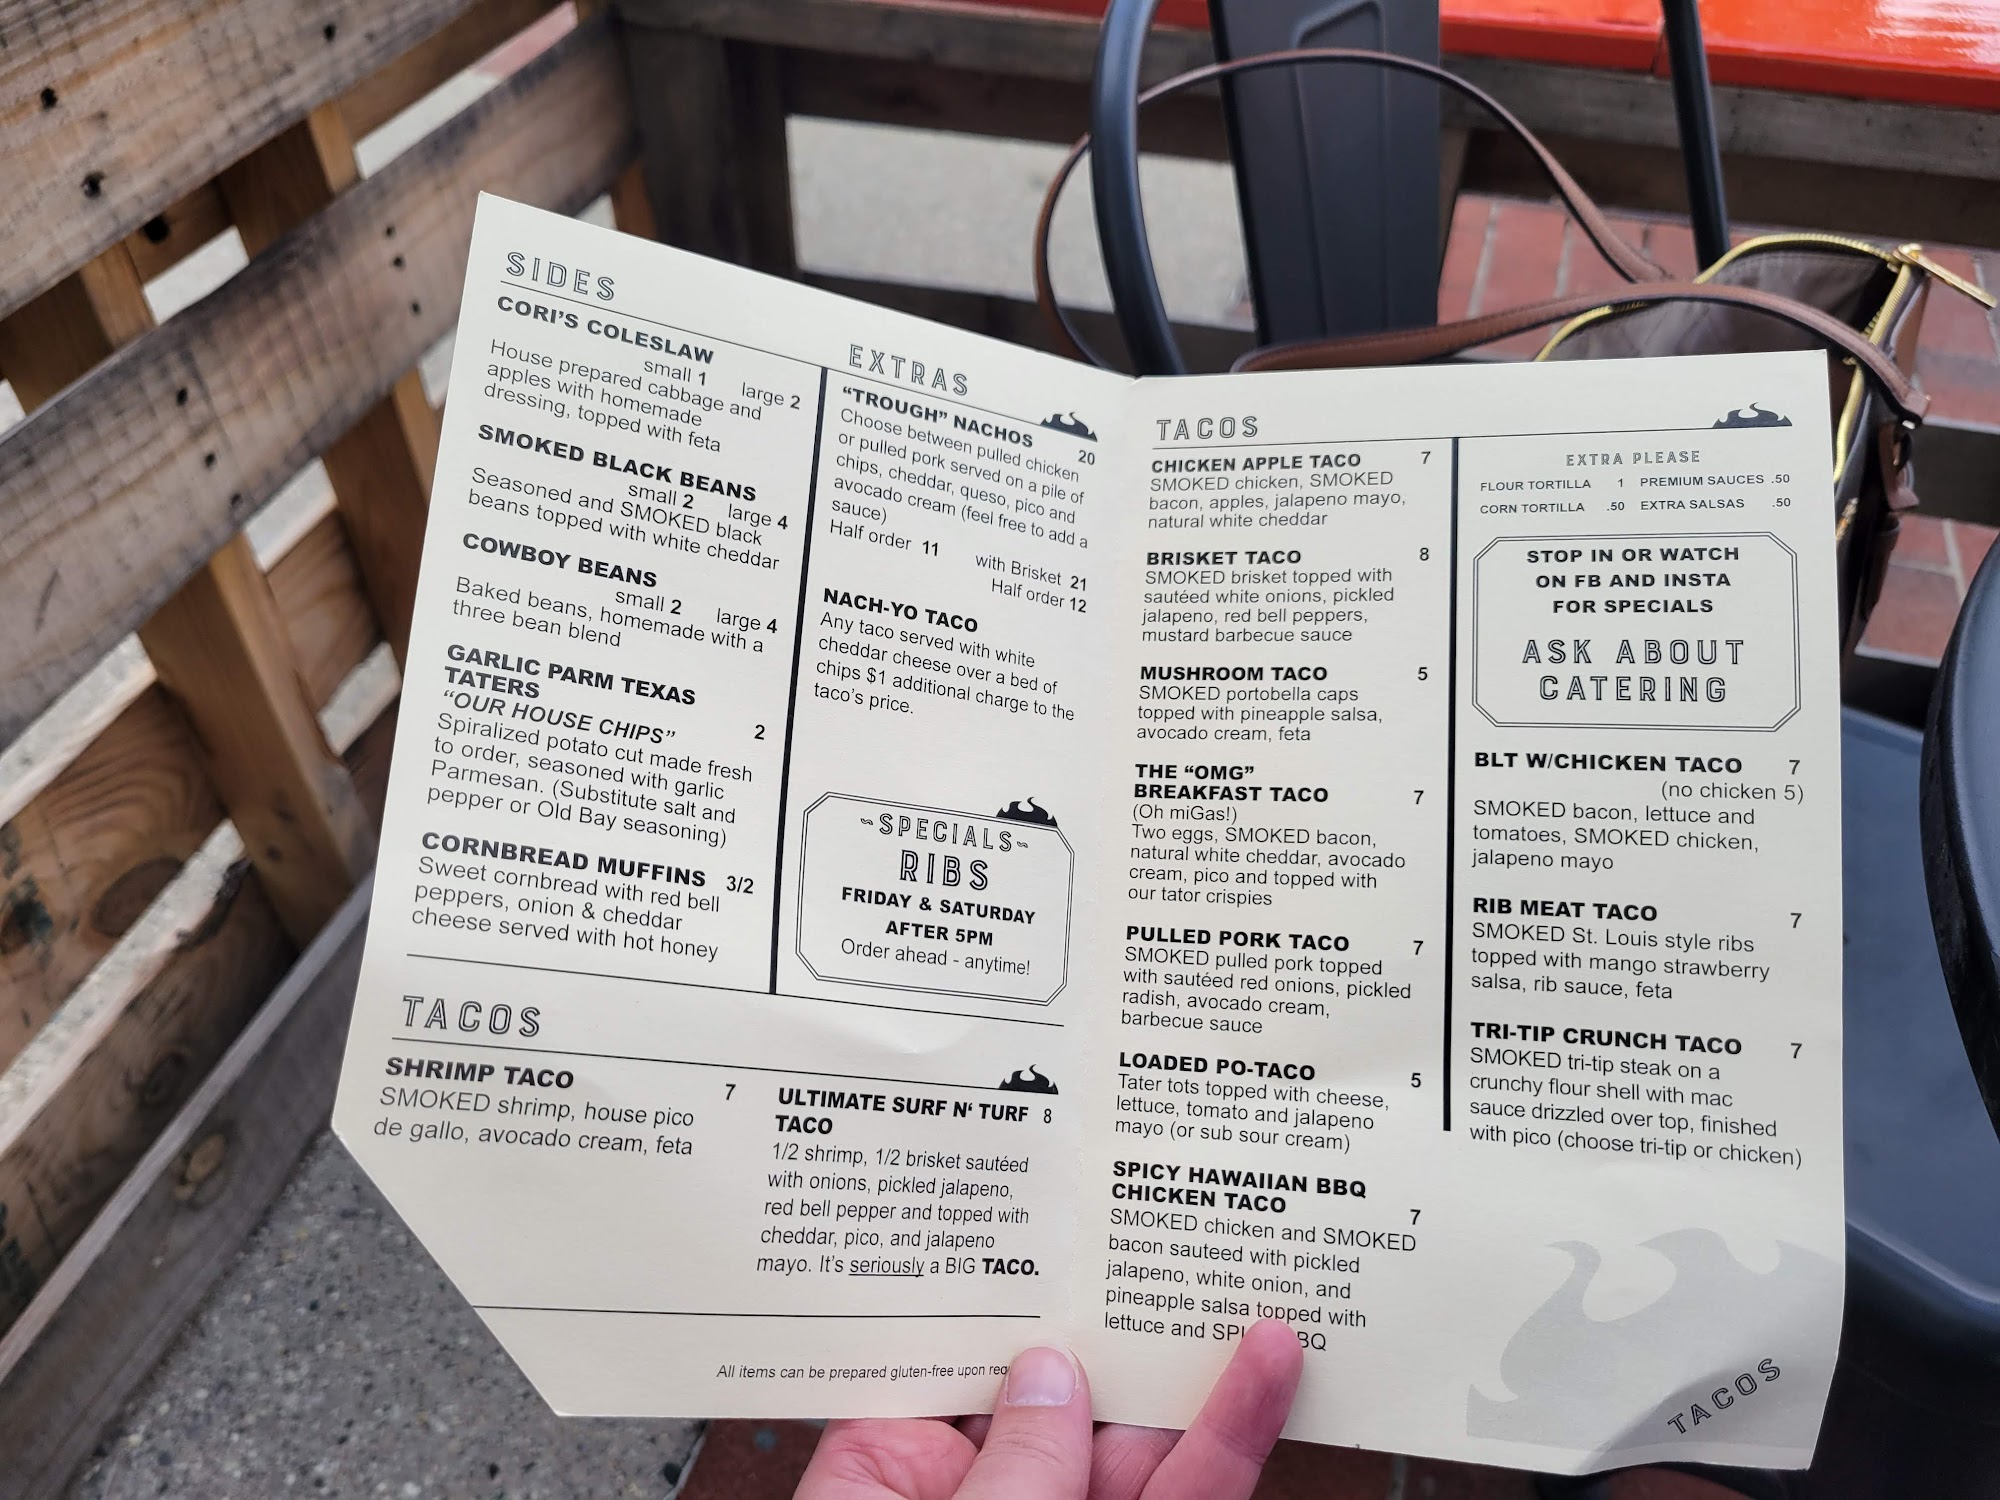 SIDES
CORI'S COLESLAW
small 1 large 2
House prepared cabbage and
apples with homemade
dressing, topped with feta
SMOKED BLACK BEANS
small 2 large 4
Seasoned and SMOKED black
beans topped with white cheddar
COWBOY BEANS
small 2 large 4
Baked beans, homemade with a
three bean blend
GARLIC PARM TEXAS
TATERS
"OUR HOUSE CHIPS" 2
Spiralized potato cut made fresh
to order, seasoned with garlic
Parmesan. (Substitute salt and
pepper or Old Bay seasoning)
CORNBREAD MUFFINS 3/2
Sweet cornbread with red bell
peppers, onion & cheddar
cheese served with hot honey
EXTRAS
"TROUGH" NACHOS 20
Choose between pulled chicken
or pulled pork served on a pile of
chips, cheddar, queso, pico and
avocado cream (feel free to add a
sauce)
Half order 11
with Brisket 21
Half order 12
NACH-YO TACO
Any taco served with white
cheddar cheese over a bed of
chips $1 additional charge to the
taco's price.
~SPECIALS~
RIBS
FRIDAY & SATURDAY
AFTER 5PM
Order ahead - anytime!
TACOS
SHRIMP TACO 7
SMOKED shrimp, house pico
de gallo, avocado cream, feta
ULTIMATE SURF N' TURF 8
TACO
1/2 shrimp, 1/2 brisket sautéed
with onions, pickled jalapeno,
red bell pepper and topped with
cheddar, pico, and jalapeno
mayo. It's seriously a BIG TACO.
All items can be prepared gluten-free upon
TACOS
CHICKEN APPLE TACO 7
SMOKED chicken, SMOKED
bacon, apples, jalapeno mayo,
natural white cheddar
BRISKET TACO 8
SMOKED brisket topped with
sautéed white onions, pickled
jalapeno, red bell peppers,
mustard barbecue sauce
MUSHROOM TACO 5
SMOKED portobella caps
topped with pineapple salsa,
avocado cream, feta
THE "OMG"
BREAKFAST TACO 7
(Oh miGas!)
Two eggs, SMOKED bacon,
natural white cheddar, avocado
cream, pico and topped with
our tator crispies
PULLED PORK TACO 7
SMOKED pulled pork topped
with sautéed red onions, pickled
radish, avocado cream,
barbecue sauce
LOADED PO-TACO 5
Tater tots topped with cheese,
lettuce, tomato and jalapeno
mayo (or sub sour cream)
SPICY HAWAIIAN BBQ
CHICKEN TACO 7
SMOKED chicken and SMOKED
bacon sauteed with pickled
jalapeno, white onion, and
pineapple salsa topped with
lettuce and
EXTRA PLEASE
FLOUR TORTILLA 1 PREMIUM SAUCES .50
CORN TORTILLA .50 EXTRA SALSAS .50
STOP IN OR WATCH
ON FB AND INSTA
FOR SPECIALS
ASK ABOUT
CATERING
BLT W/CHICKEN TACO 7
(no chicken 5)
SMOKED bacon, lettuce and
tomatoes, SMOKED chicken,
jalapeno mayo
RIB MEAT TACO 7
SMOKED St. Louis style ribs
topped with mango strawberry
salsa, rib sauce, feta
TRI-TIP CRUNCH TACO 7
SMOKED tri-tip steak on a
crunchy flour shell with mac
sauce drizzled over top, finished
with pico (choose tri-tip or chicken)
TACOS